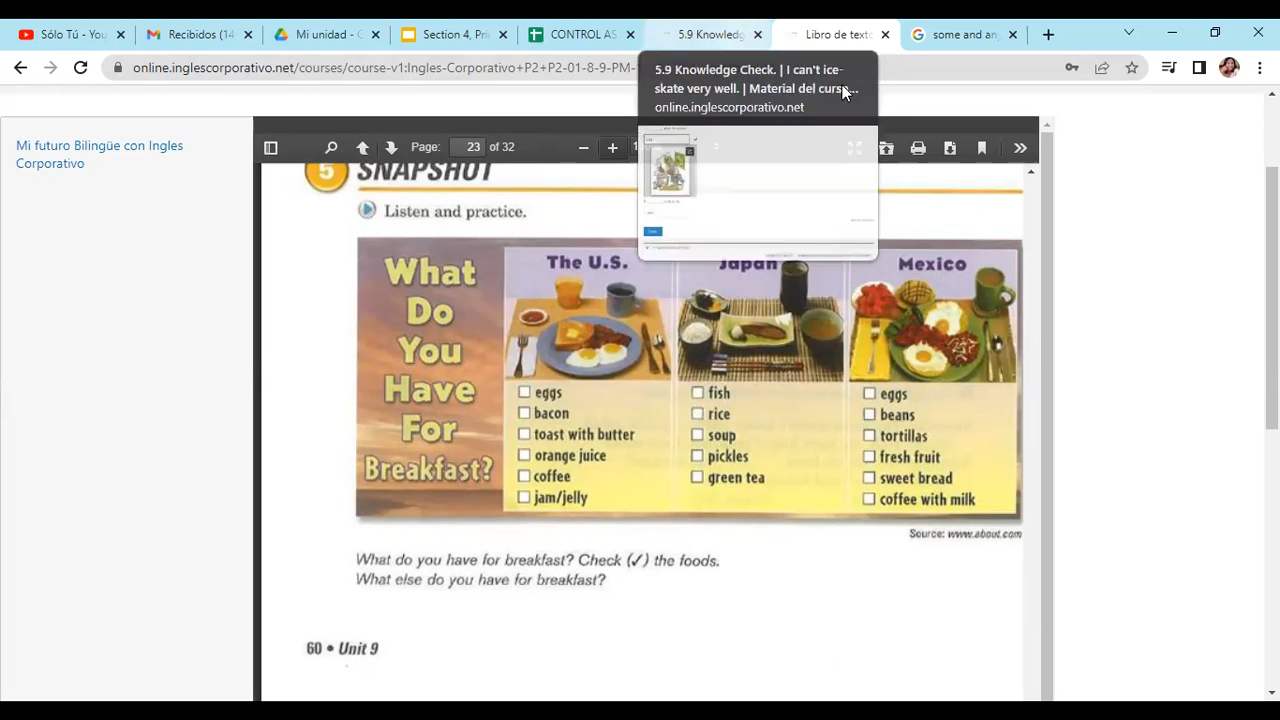 Sólo Tú - You
Recibidos (14
Mi unidad - G
Section 4, Pra
CONTROL AS
5.9 Knowledg
Libro de texto
some and an
online.inglescorporativo.net/courses/course-v1:Ingles-Corporativo+P2+P2-01-8-9-PM-
5.9 Knowledge Check. | I can't ice-
skate very well. | Material del curso...
online.inglescorporativo.net
Mi futuro Bilingüe con Ingles
Corporativo
Page: 23 of 32
5 SNAPSHOT
Listen and practice.
What
Do
You
Have
For
Breakfast?
The U.S.
eggs
bacon
toast with butter
orange juice
coffee
jam/jelly
Japan
fish
rice
soup
pickles
green tea
Mexico
eggs
beans
tortillas
fresh fruit
sweet bread
coffee with milk
Source: www.about.com
What do you have for breakfast? Check (✓) the foods.
What else do you have for breakfast?
60 • Unit 9